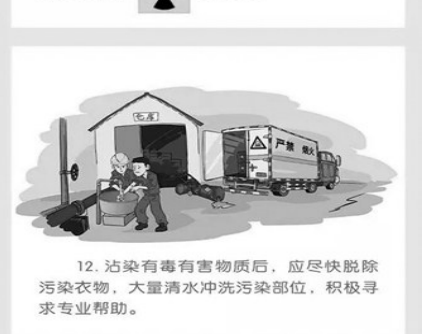 仓库
严禁 烟火
12. 沾染有毒有害物质后，应尽快脱除
污染衣物，大量清水冲洗污染部位，积极寻
求专业帮助。